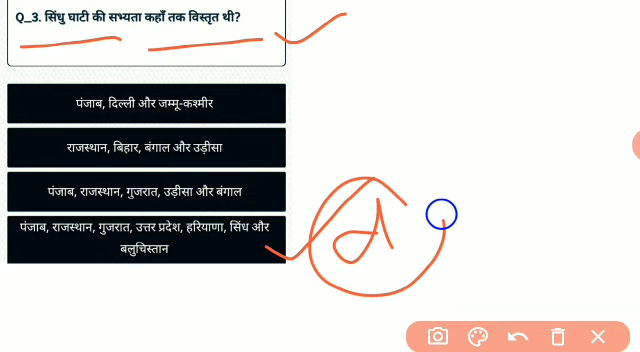 Q_3. सिंधु घाटी की सभ्यता कहाँ तक विस्तृत थी?
पंजाब, दिल्ली और जम्मू-कश्मीर
राजस्थान, बिहार, बंगाल और उड़ीसा
पंजाब, राजस्थान, गुजरात, उड़ीसा और बंगाल
पंजाब, राजस्थान, गुजरात, उत्तर प्रदेश, हरियाणा, सिंध और
बलुचिस्तान
d